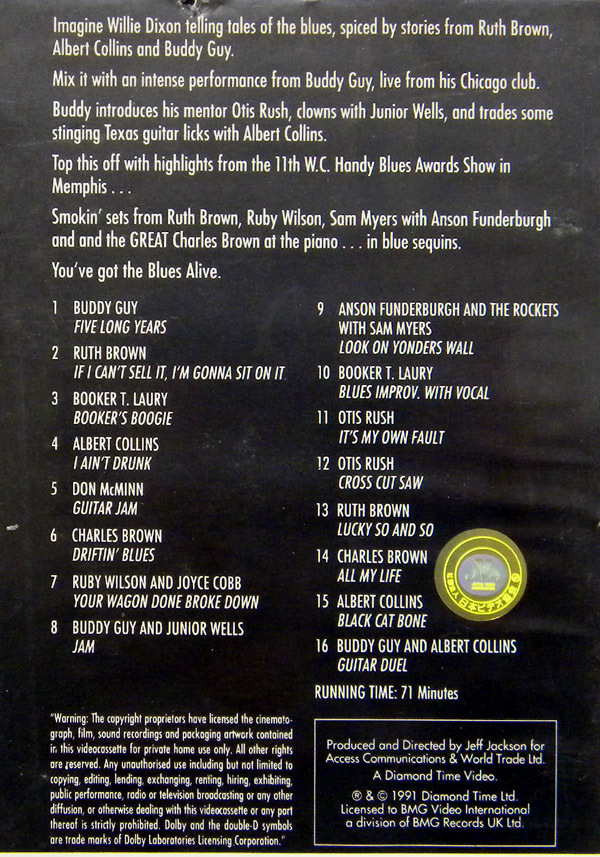 Imagine Willie Dixon telling tales of the blues, spiced by stories from Ruth Brown,
Albert Collins and Buddy Guy.
Mix it with an intense performance from Buddy Guy, live from his Chicago club.
Buddy introduces his mentor Otis Rush, clowns with Junior Wells, and trades some
stinging Texas guitar licks with Albert Collins.
Top this off with highlights from the 11th W.C. Handy Blues Awards Show in
Memphis . . .
Smokin' sets from Ruth Brown, Ruby Wilson, Sam Myers with Anson Funderburgh
and and the GREAT Charles Brown at the piano . . . in blue sequins.
You've got the Blues Alive.
1 BUDDY GUY
FIVE LONG YEARS
2 RUTH BROWN
IF I CAN'T SELL IT, I'M GONNA SIT ON IT
3 BOOKER T. LAURY
BOOKER'S BOOGIE
4 ALBERT COLLINS
I AIN'T DRUNK
5 DON McMINN
GUITAR JAM
6 CHARLES BROWN
DRIFTIN' BLUES
7 RUBY WILSON AND JOYCE COBB
YOUR WAGON DONE BROKE DOWN
8 BUDDY GUY AND JUNIOR WELLS
JAM
9 ANSON FUNDERBURGH AND THE ROCKETS
WITH SAM MYERS
LOOK ON YONDERS WALL
10 BOOKER T. LAURY
BLUES IMPROV. WITH VOCAL
11 OTIS RUSH
IT'S MY OWN FAULT
12 OTIS RUSH
CROSS CUT SAW
13 RUTH BROWN
LUCKY SO AND SO
14 CHARLES BROWN
ALL MY LIFE
15 ALBERT COLLINS
BLACK CAT BONE
16 BUDDY GUY AND ALBERT COLLINS
GUITAR DUEL
RUNNING TIME: 71 Minutes
社団法人 日本ビデオ協会
"Warning: The copyright proprietors have licensed the cinemato-
graph, film, sound recordings and packaging artwork contained
in this videocassette for private home use only. All other rights
are reserved. Any unauthorised use including but not limited to
copying, editing, lending, exchanging, renting, hiring, exhibiting,
public performance, radio or television broadcasting or any other
diffusion, or otherwise dealing with this videocassette or any part
thereof is strictly prohibited. Dolby and the double-D symbols
are trade marks of Dolby Laboratories Licensing Corporation."
Produced and Directed by Jeff Jackson for
Access Communications & World Trade Ltd.
A Diamond Time Video.
® & © 1991 Diamond Time Ltd.
Licensed to BMG Video International
a division of BMG Records UK Ltd.